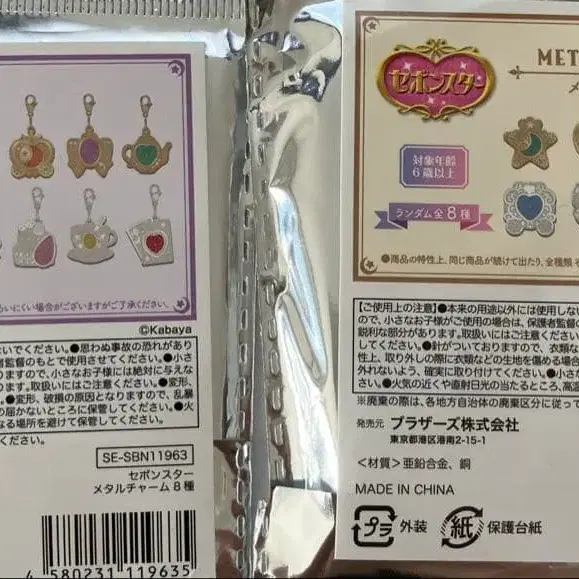 らいにくい場合がございますがご了承ください。
©Kabaya
いでください。●思わぬ事故の恐れがあり
者監督のもとで使用させてください。●小さ
りますので、小さなお子様には絶対に与えな
ます。取扱いにはご注意ください。●変形、
い。●変形、破損の原因となりますので、乱暴
の届かないところに保管してください。●火
なる場所を避けて保管してください。
SE-SBN11963
セボンスター
メタルチャーム8種
4 580231 119635
セボンスター
MET
メ
対象年齢
6歳以上
ランダム全8種
●商品の特性上、同じ商品が続けて出たり、全種類そ
【ご使用上の注意】●本来の用途以外には使用しない
ので、小さなお子様がご使用の場合は、保護者監督の
鋭利な部分があります。取扱いにはご注意ください。
ください。●針がついておりますので、衣類な
性上、取り外しの際に衣類などの生地を傷める場合
外れないよう、確実に取り付けてください。●小さ
●火気の近くや直射日光の当たるところ、高温
※廃棄の際は、各地方自治体の廃棄区分に従って
発売元 ブラザーズ株式会社
東京都港区港南2-15-1
＜材質＞亜鉛合金、銅
MADE IN CHINA
プラ 外装 紙 保護台紙